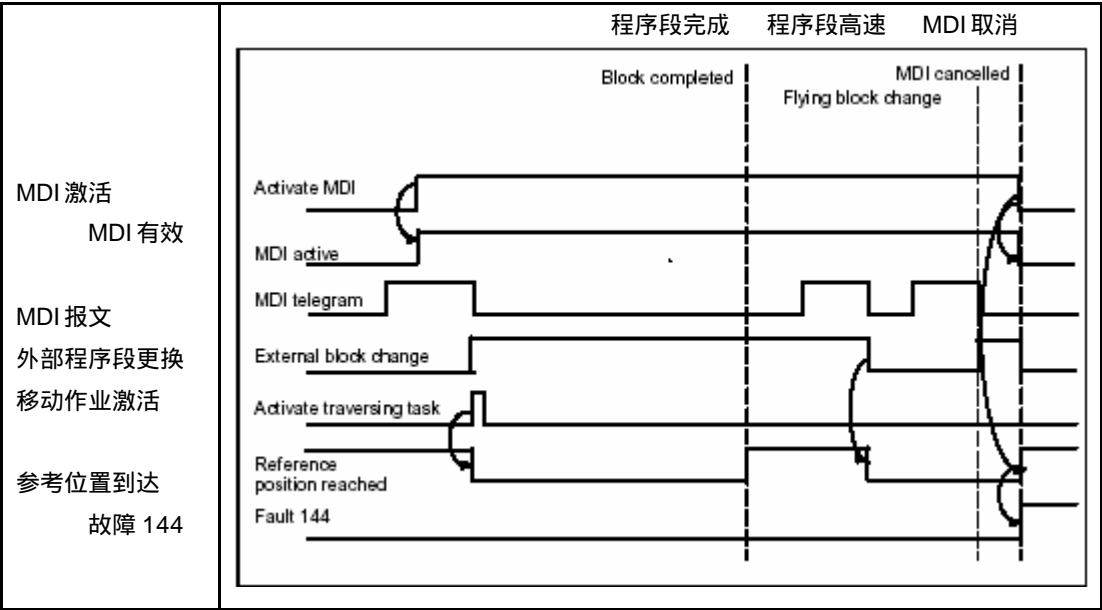 程序段完成 程序段高速 MDI 取消
Block completed
MDI cancelled
Flying block change
MDI 激活
MDI 有效
MDI 报文
外部程序段更换
移动作业激活
参考位置到达
故障 144
Activate MDI
MDI active
MDI telegram
External block change
Activate traversing task
Reference
position reached
Fault 144